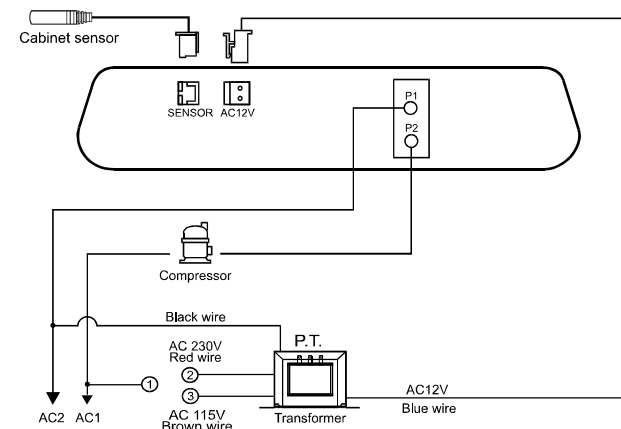 Cabinet sensor
SENSOR
AC12V
P1
P2
Compressor
Black wire
P.T.
AC 230V
Red wire
2
1
3
AC12V
Blue wire
AC2
AC1
AC 115V
Brown wire
Transformer